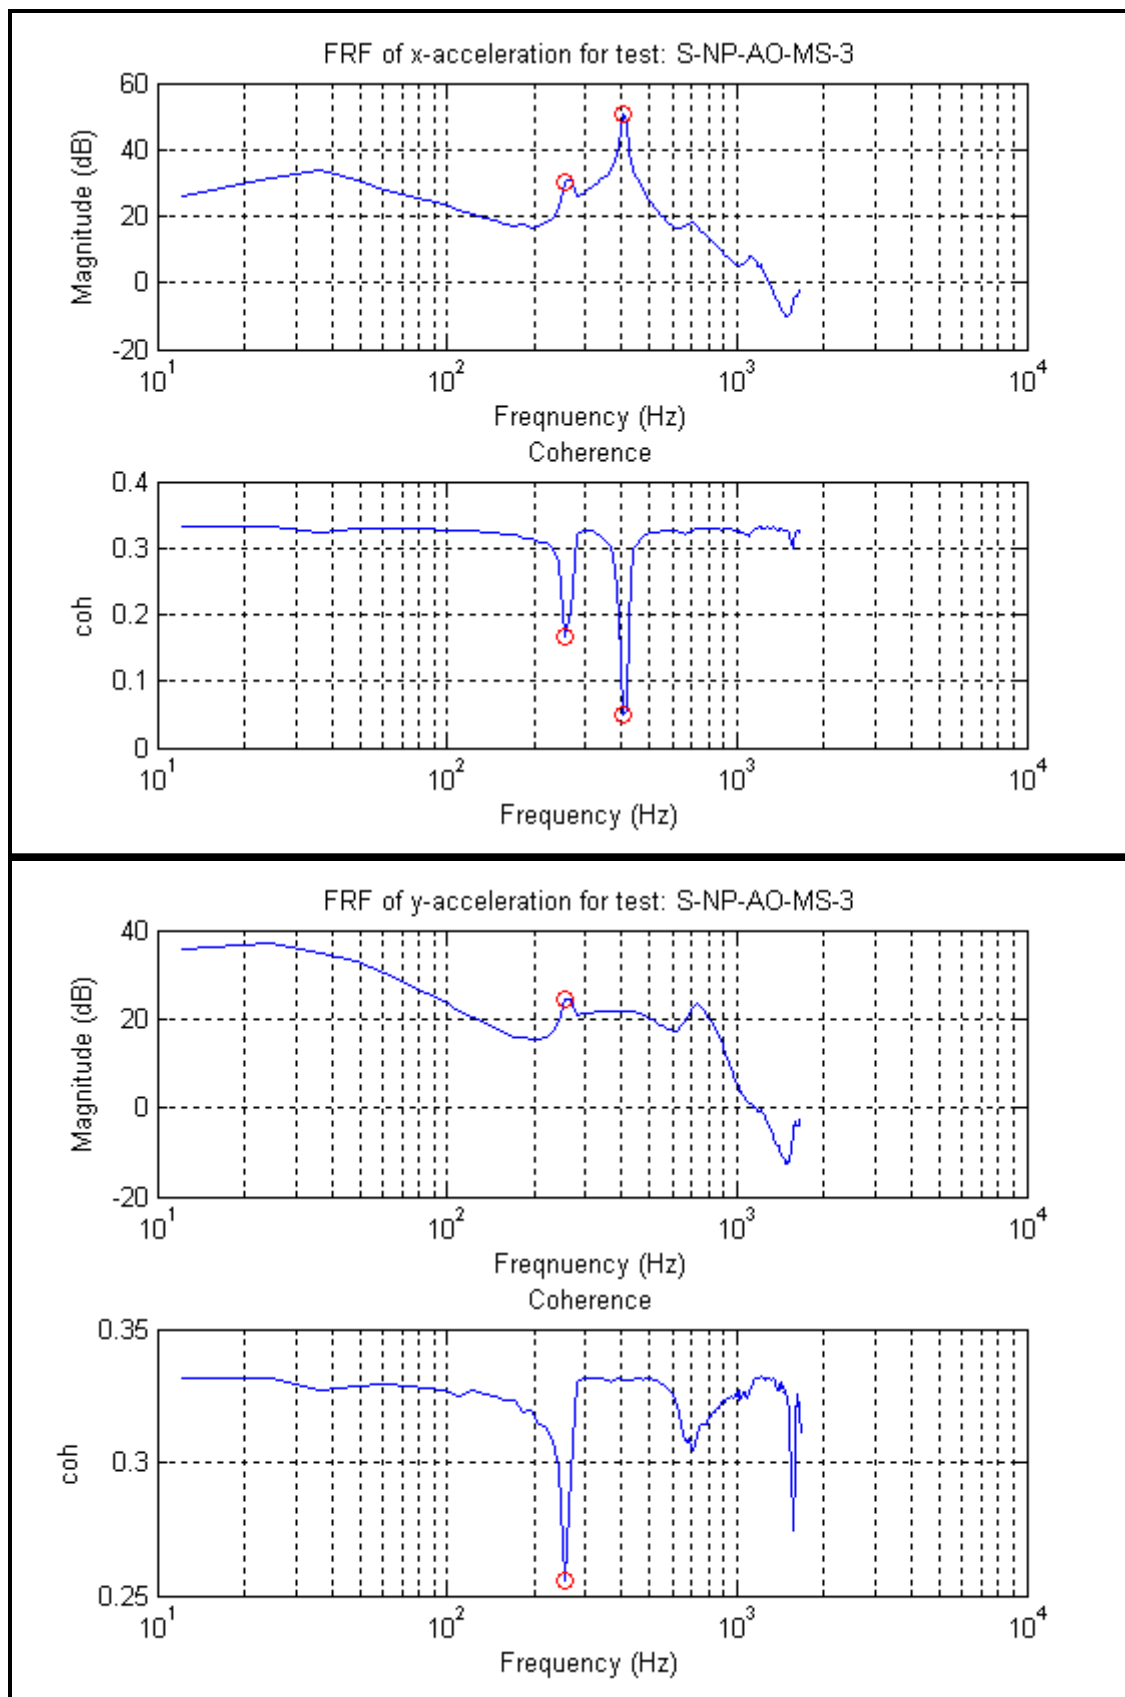 FRF of x-acceleration for test: S-NP-AO-MS-3
60
40
20
0
-20
Magnitude (dB)
10^1 10^2 10^3 10^4
Freqnuency (Hz)
Coherence
0.4
0.3
0.2
0.1
0
coh
10^1 10^2 10^3 10^4
Frequency (Hz)
FRF of y-acceleration for test: S-NP-AO-MS-3
40
20
0
-20
Magnitude (dB)
10^1 10^2 10^3 10^4
Freqnuency (Hz)
Coherence
0.35
0.3
0.25
coh
10^1 10^2 10^3 10^4
Frequency (Hz)